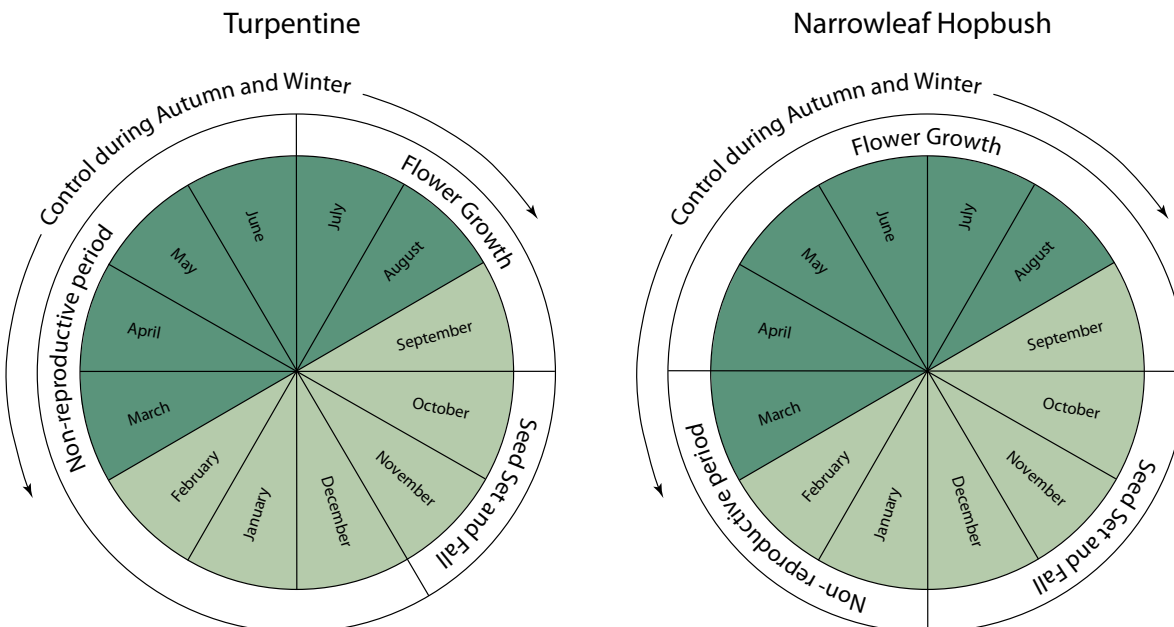 Turpentine
Control during Autumn and Winter
Flower Growth
Non-reproductive period
Seed Set and Fall
June
July
May
August
April
September
March
October
February
November
January
December
Narrowleaf Hopbush
Control during Autumn and Winter
Flower Growth
Non- reproductive period
Seed Set and Fall
June
July
May
August
April
September
March
October
February
November
January
December